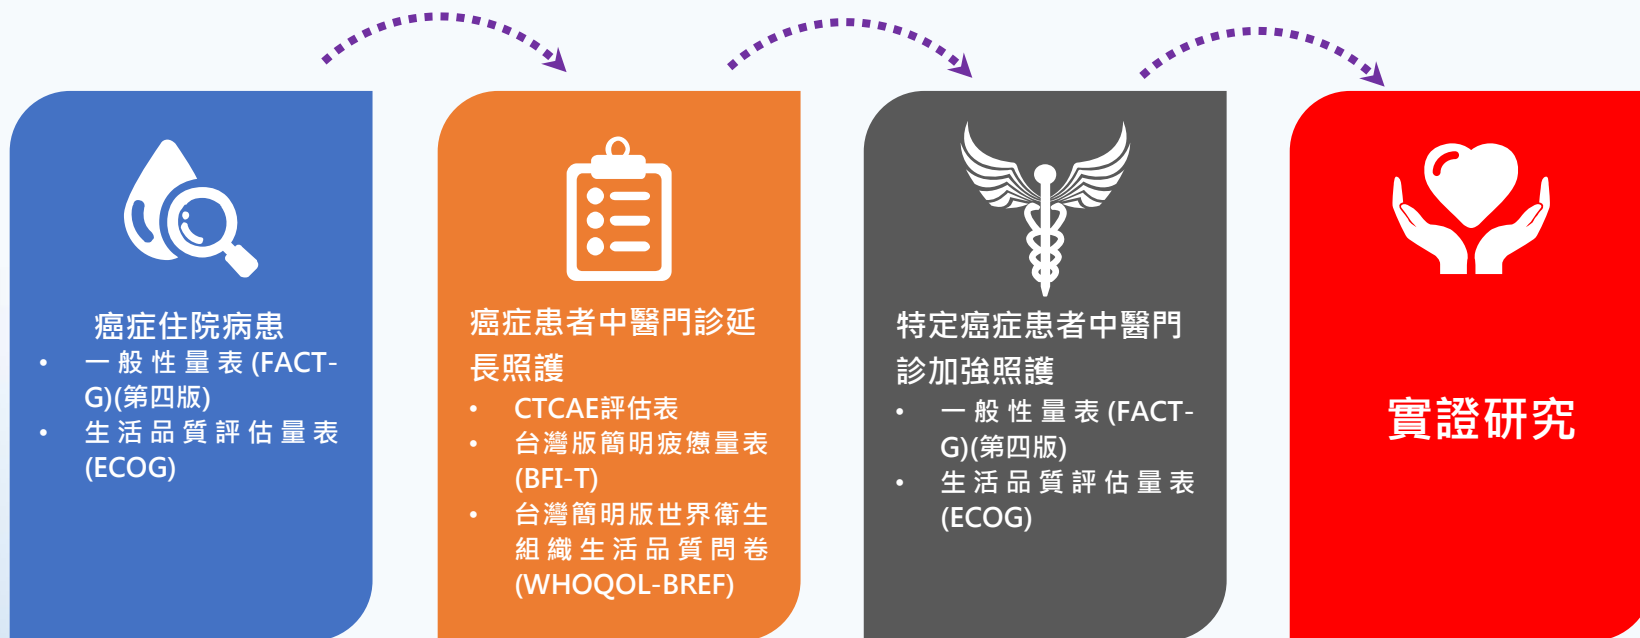 癌症住院病患
• 一般性量表(FACT-
G)(第四版)
• 生活品質評估量表
(ECOG)
癌症患者中醫門診延
長照護
• CTCAE評估表
• 台灣版簡明疲憊量表
(BFI-T)
• 台灣簡明版世界衛生
組織生活品質問卷
(WHOQOL-BREF)
特定癌症患者中醫門
診加強照護
• 一般性量表(FACT-
G)(第四版)
• 生活品質評估量表
(ECOG)
實證研究